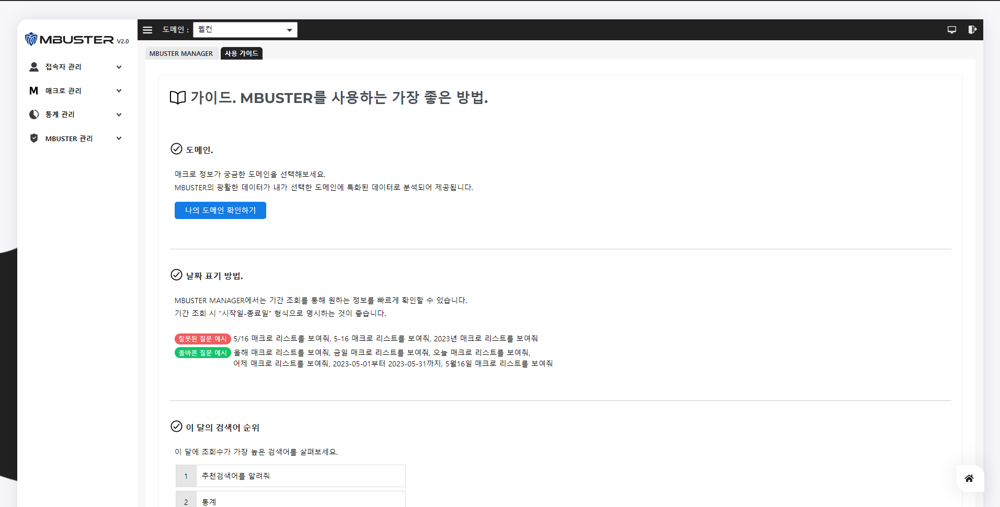 MBUSTER V2.0
도메인 : 웰컨
접속자 관리
매크로 관리
통계 관리
MBUSTER 관리
MBUSTER MANAGER 사용 가이드
가이드. MBUSTER를 사용하는 가장 좋은 방법.
도메인.
매크로 정보가 궁금한 도메인을 선택해보세요.
MBUSTER의 광활한 데이터가 내가 선택한 도메인에 특화된 데이터로 분석되어 제공됩니다.
나의 도메인 확인하기
날짜 표기 방법.
MBUSTER MANAGER에서는 기간 조회를 통해 원하는 정보를 빠르게 확인할 수 있습니다.
기간 조회 시 "시작일-종료일" 형식으로 명시하는 것이 좋습니다.
잘못된 질문 예시 5/16 매크로 리스트를 보여줘, 5-16 매크로 리스트를 보여줘, 2023년 매크로 리스트를 보여줘
올바른 질문 예시 올해 매크로 리스트를 보여줘, 금일 매크로 리스트를 보여줘, 오늘 매크로 리스트를 보여줘,
어제 매크로 리스트를 보여줘, 2023-05-01부터 2023-05-31까지, 5월16일 매크로 리스트를 보여줘
이 달의 검색어 순위
이 달에 조회수가 가장 높은 검색어를 살펴보세요.
1 추천검색어를 알려줘
2 통계